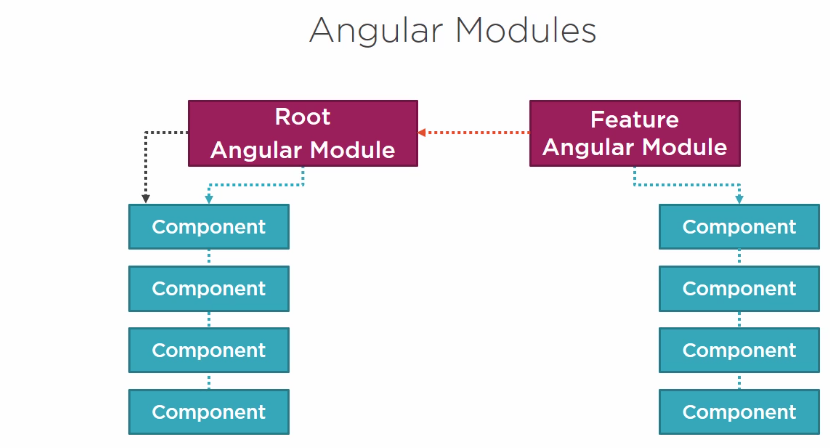 Angular Modules
Root
Angular Module
Feature
Angular Module
Component
Component
Component
Component
Component
Component
Component
Component